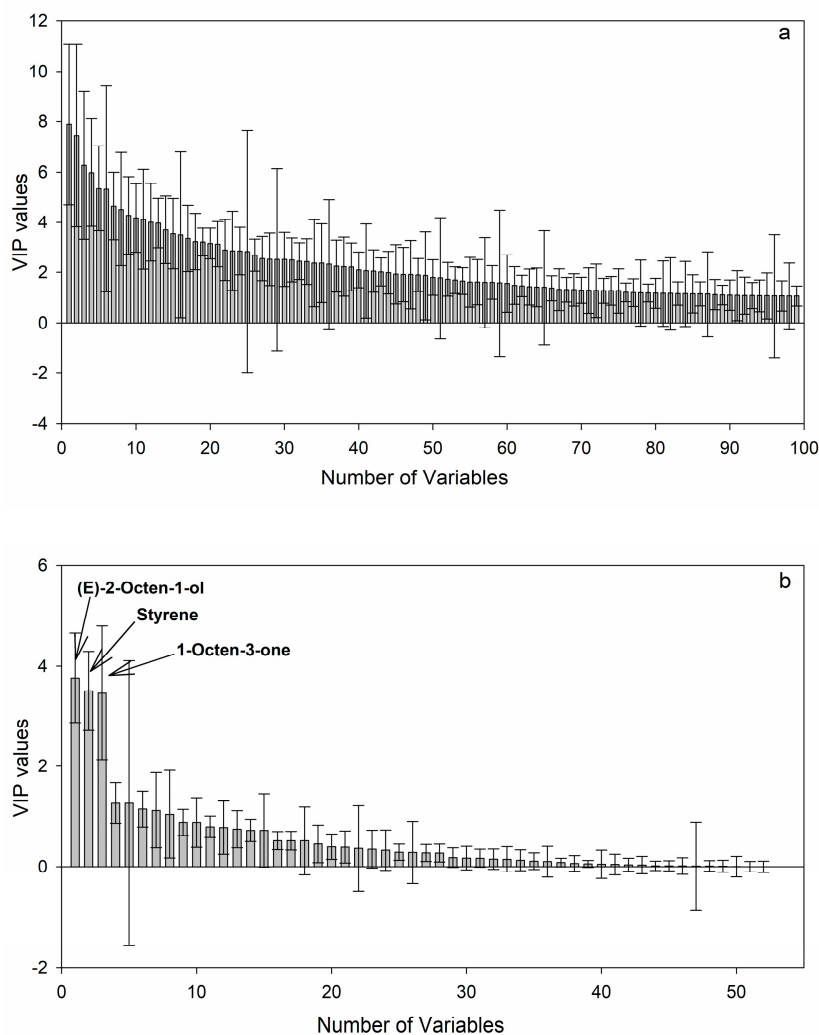 a
12
10
8
6
4
2
0
-2
-4
VIP values
0 10 20 30 40 50 60 70 80 90 100
Number of Variables
b
6
4
2
0
-2
VIP values
(E)-2-Octen-1-ol
Styrene
1-Octen-3-one
0 10 20 30 40 50
Number of Variables